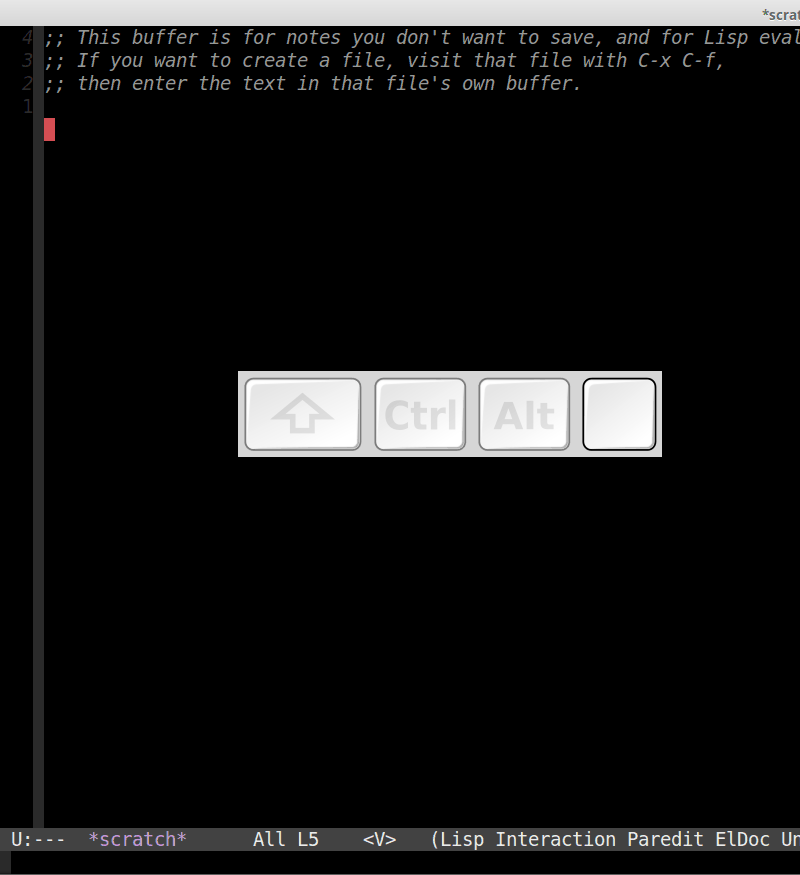 *scrat
4;; This buffer is for notes you don't want to save, and for Lisp eval
3;; If you want to create a file, visit that file with C-x C-f,
2;; then enter the text in that file's own buffer.
1
Ctrl Alt
U:--- *scratch* All L5 <V> (Lisp Interaction Paredit ElDoc Un